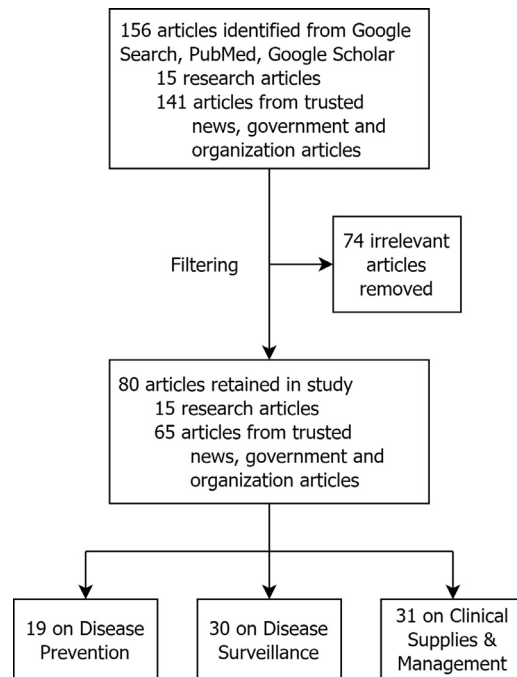 156 articles identified from Google
Search, PubMed, Google Scholar
15 research articles
141 articles from trusted
news, government and
organization articles
Filtering
74 irrelevant
articles
removed
80 articles retained in study
15 research articles
65 articles from trusted
news, government and
organization articles
19 on Disease
Prevention
30 on Disease
Surveillance
31 on Clinical
Supplies &
Management